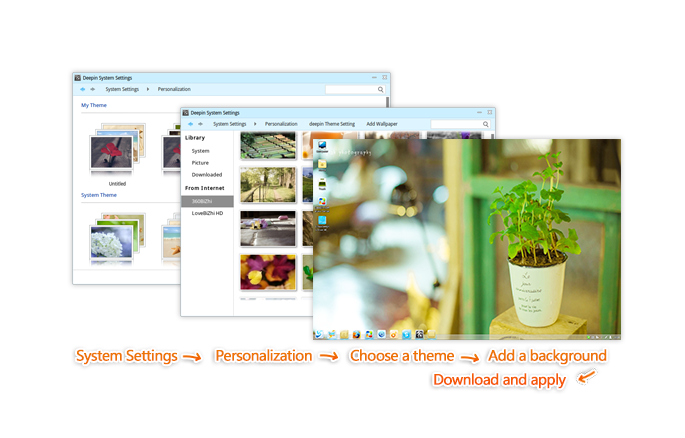 Deepin System Settings
System Settings
Personalization
My Theme
Untitled
System Theme
Deepin System Settings
System Settings
Personalization
deepin Theme Setting
Add Wallpaper
Library
System
Picture
Downloaded
From Internet
360BiZhi
LoveBiZhi HD
System Settings → Personalization → Choose a theme → Add a background
Download and apply